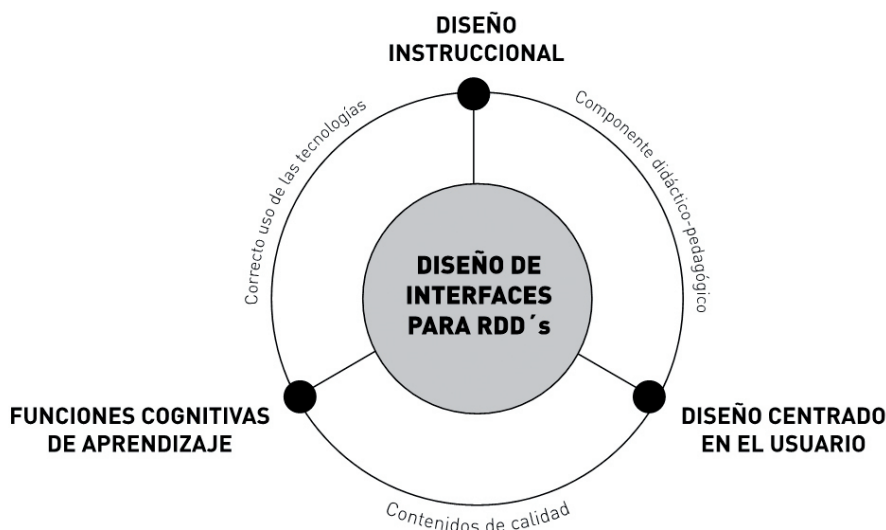 DISEÑO
INSTRUCCIONAL
Correcto uso de las tecnologías
Componente didáctico-pedagógico
DISEÑO DE
INTERFACES
PARA RDD´s
FUNCIONES COGNITIVAS
DE APRENDIZAJE
DISEÑO CENTRADO
EN EL USUARIO
Contenidos de calidad